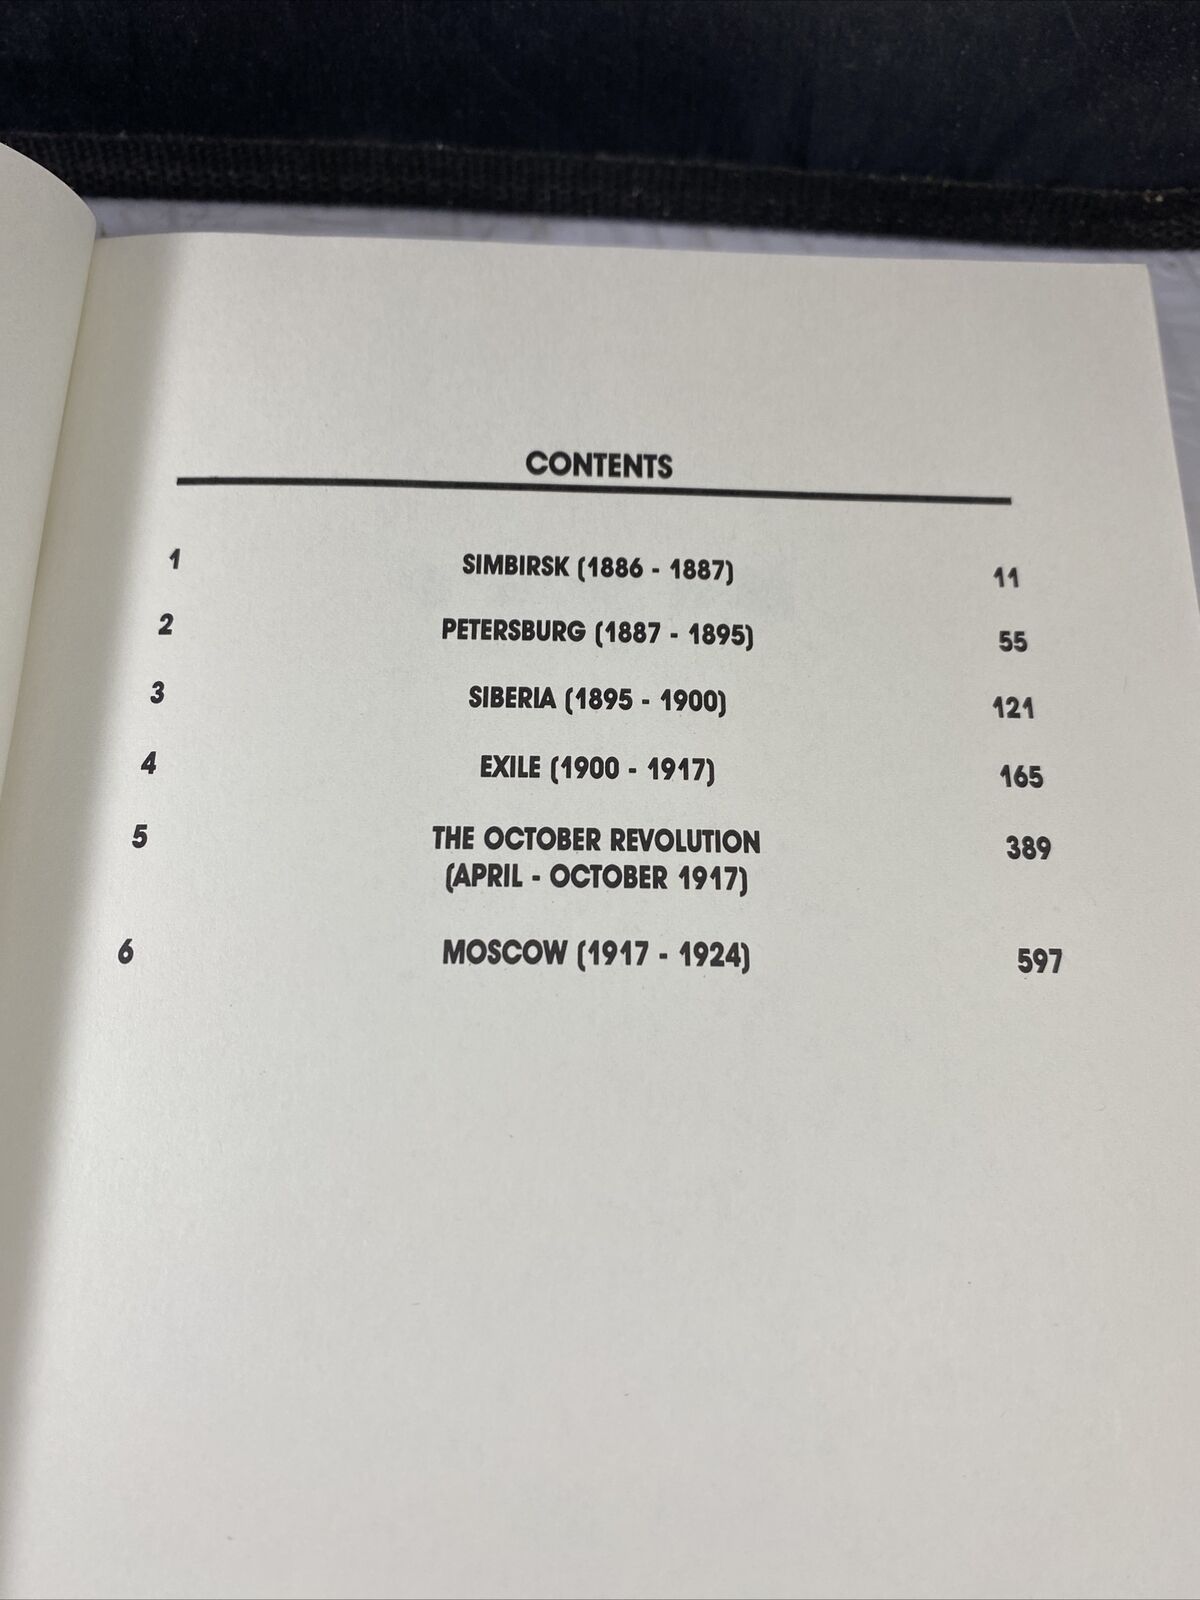 CONTENTS
1 SIMBIRSK (1886 - 1887) 11
2 PETERSBURG (1887 - 1895) 55
3 SIBERIA (1895 - 1900) 121
4 EXILE (1900 - 1917) 165
5 THE OCTOBER REVOLUTION 389
(APRIL - OCTOBER 1917)
6 MOSCOW (1917 - 1924) 597